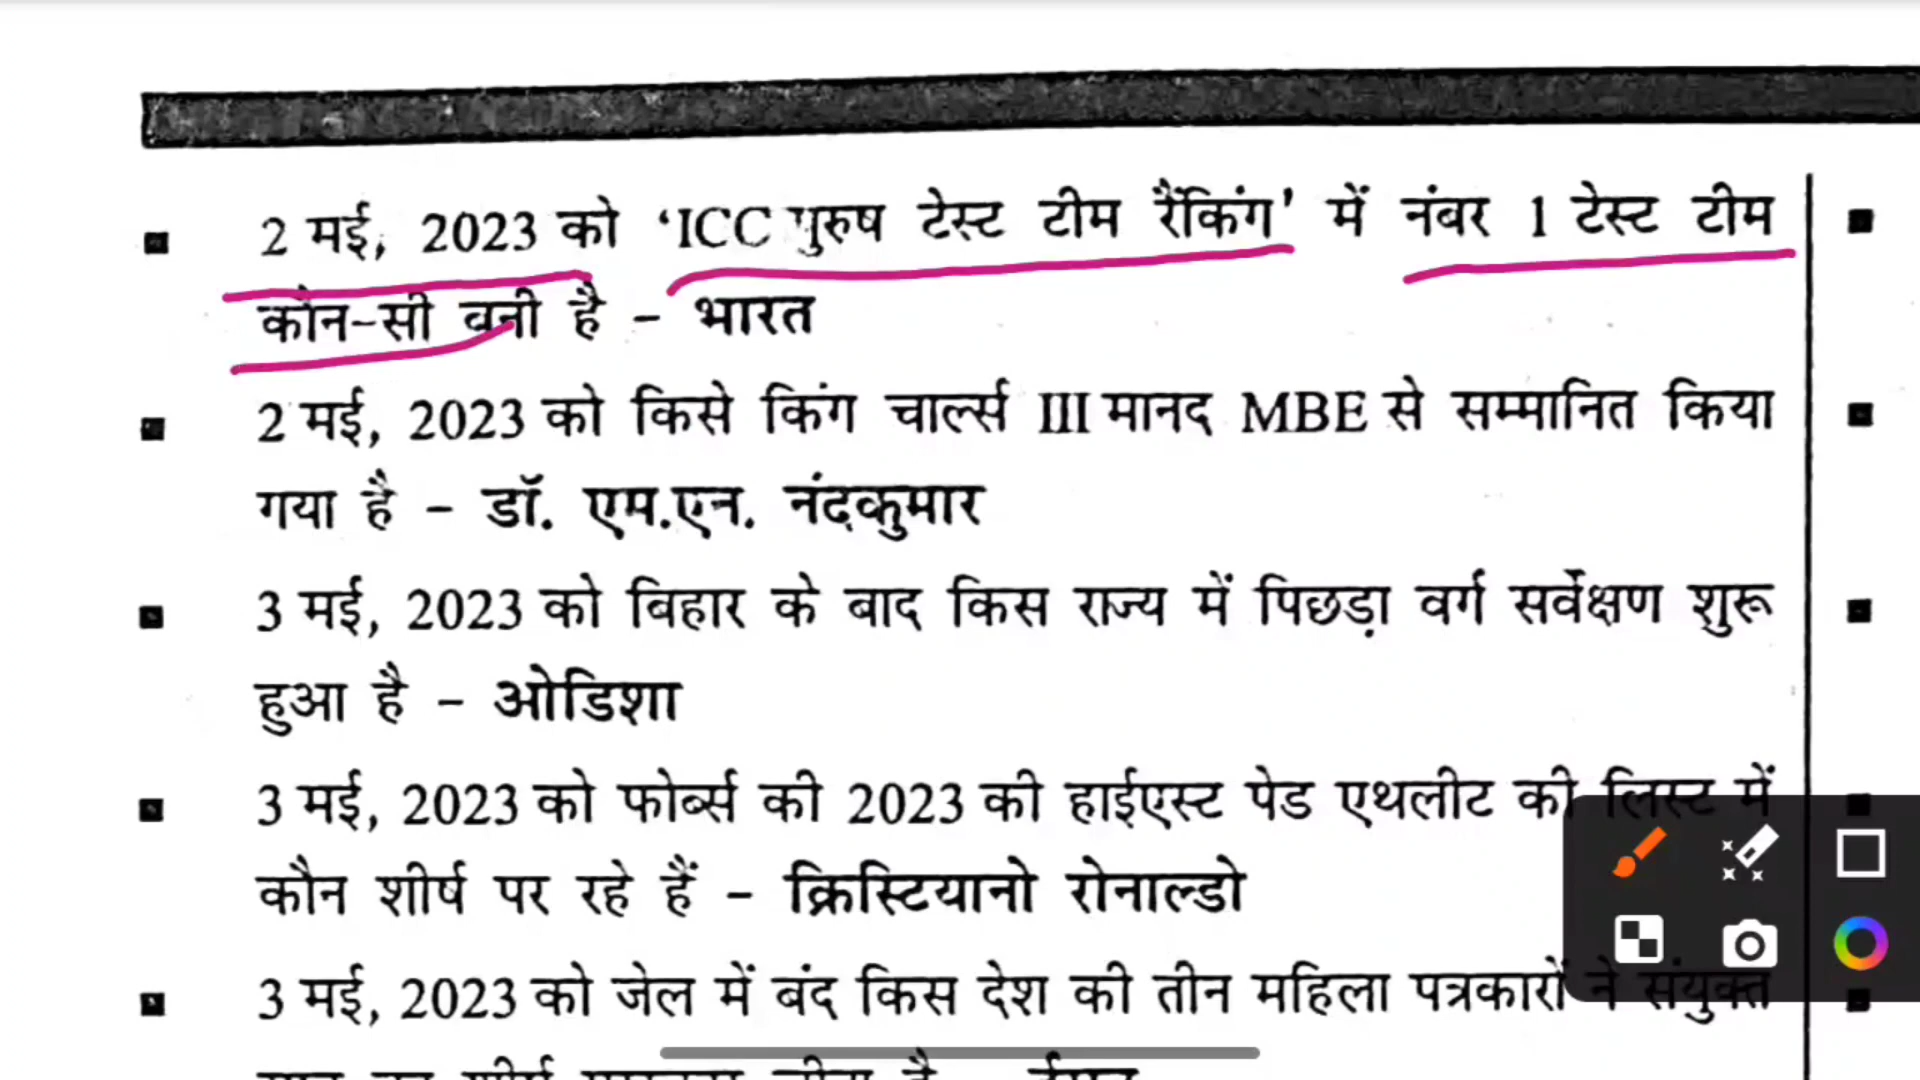 2 मई, 2023 को ‘ICC पुरुष टेस्ट टीम रैंकिंग’ में नंबर 1 टेस्ट टीम
कौन-सी बनी है - भारत
2 मई, 2023 को किसे किंग चार्ल्स III मानद MBE से सम्मानित किया
गया है - डॉ. एम.एन. नंदकुमार
3 मई, 2023 को बिहार के बाद किस राज्य में पिछड़ा वर्ग सर्वेक्षण शुरू
हुआ है - ओडिशा
3 मई, 2023 को फोर्ब्स की 2023 की हाईएस्ट पेड एथलीट की लिस्ट में
कौन शीर्ष पर रहे हैं - क्रिस्टियानो रोनाल्डो
3 मई, 2023 को जेल में बंद किस देश की तीन महिला पत्रकारों ने संयुक्त